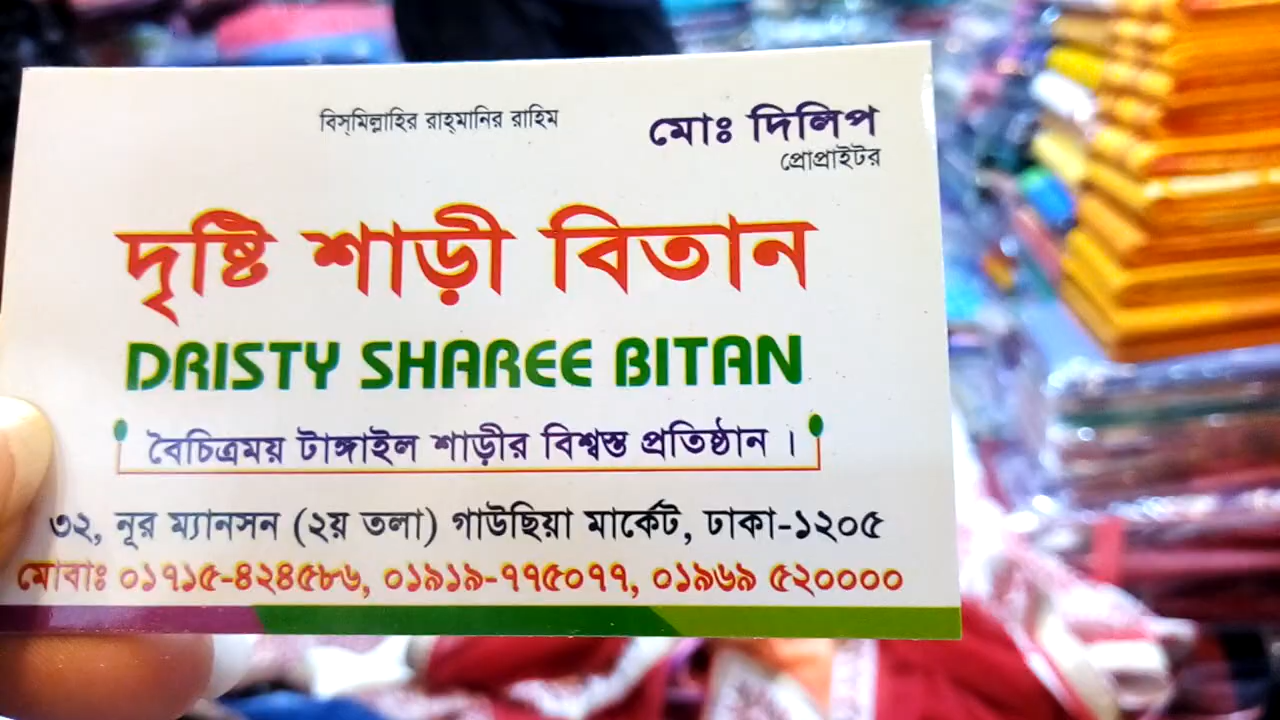 বিস্‌মিল্লাহির রাহ্‌মানির রাহিম
মোঃ দিলিপ
প্রোপ্রাইটর
দৃষ্টি শাড়ী বিতান
DRISTY SHAREE BITAN
বৈচিত্রময় টাঙ্গাইল শাড়ীর বিশ্বস্ত প্রতিষ্ঠান ।
৩২, নূর ম্যানসন (২য় তলা) গাউছিয়া মার্কেট, ঢাকা-১২০৫
মোবাঃ ০১৭১৫-৪২৪৫৮৬, ০১৯১৯-৭৭৫০৭৭, ০১৯৬৯ ৫২০০০০